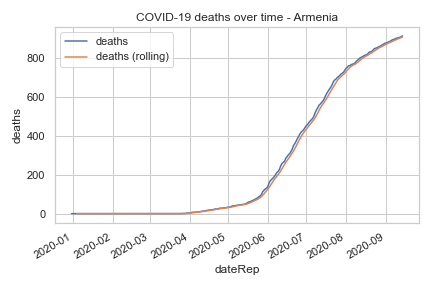 COVID-19 deaths over time - Armenia
deaths
deaths (rolling)
deaths
800
600
400
200
0
2020-01
2020-02
2020-03
2020-04
2020-05
2020-06
2020-07
2020-08
2020-09
dateRep